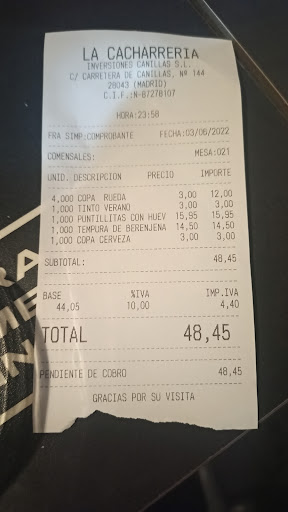 LA CACHARRERIA
INVERSIONES CANILLAS S.L.
C/ CARRETERA DE CANILLAS, Nº 144
28043 (MADRID)
C.I.F.:N-87278107
HORA:23:58
FRA SIMP:COMPROBANTE FECHA:03/06/2022
COMENSALES: MESA:021
UNID. DESCRIPCION PRECIO IMPORTE
4,000 COPA RUEDA 3,00 12,00
1,000 TINTO VERANO 3,00 3,00
1,000 PUNTILLITAS CON HUEV 15,95 15,95
1,000 TEMPURA DE BERENJENA 14,50 14,50
1,000 COPA CERVEZA 3,00 3,00
SUBTOTAL: 48,45
BASE %IVA IMP.IVA
44,05 10,00 4,40
TOTAL 48,45
PENDIENTE DE COBRO 48,45
GRACIAS POR SU VISITA